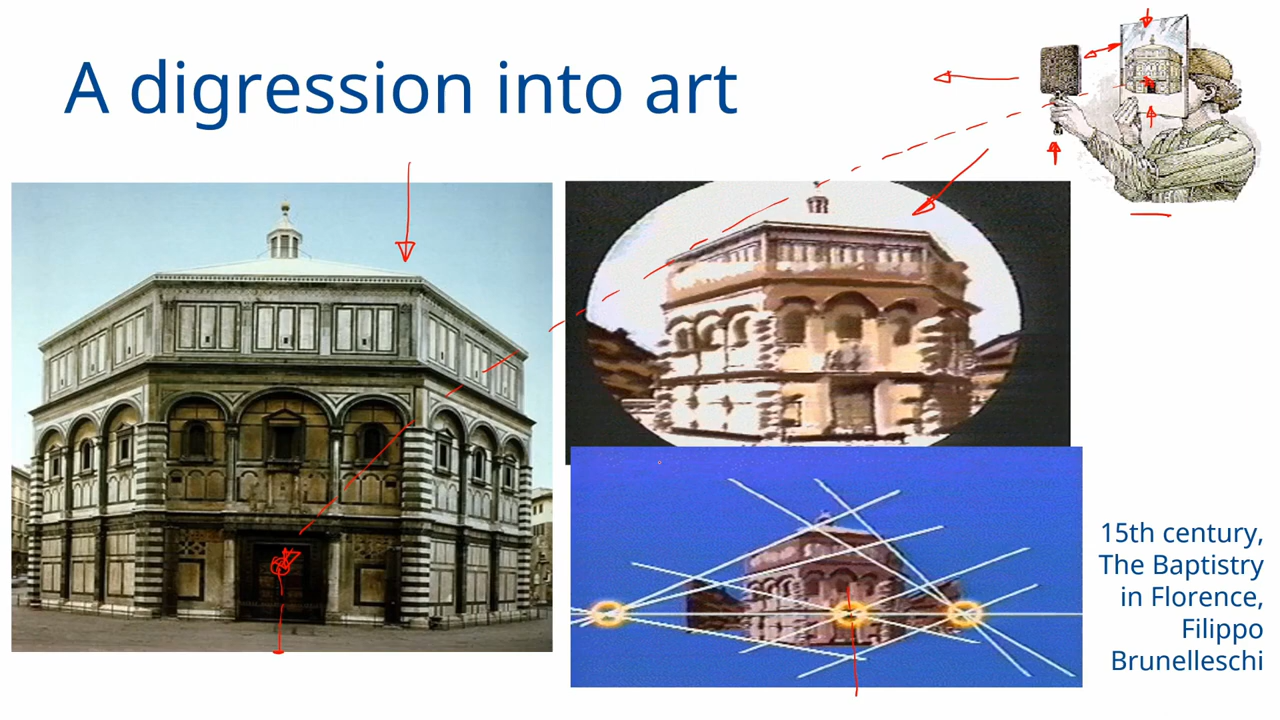 A digression into art
15th century,
The Baptistry
in Florence,
Filippo
Brunelleschi